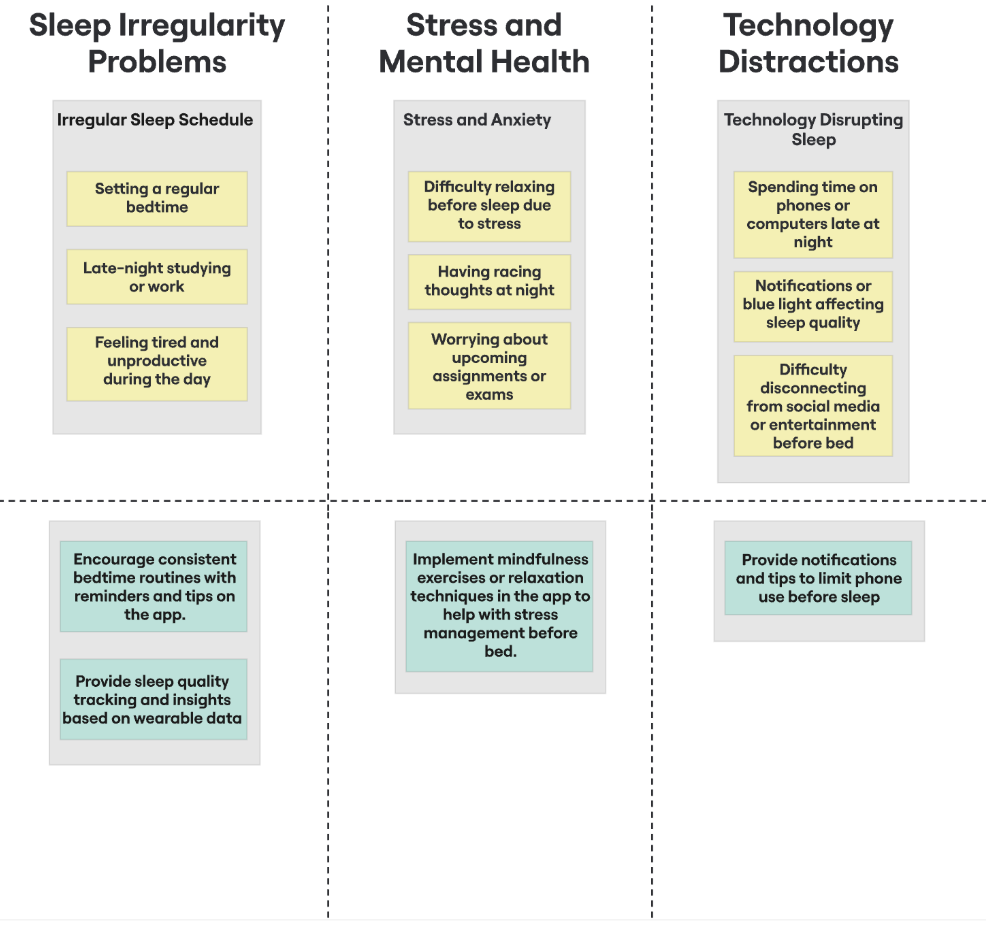 Sleep Irregularity
Problems
Stress and
Mental Health
Technology
Distractions
Irregular Sleep Schedule
Setting a regular
bedtime
Late-night studying
or work
Feeling tired and
unproductive
during the day
Stress and Anxiety
Difficulty relaxing
before sleep due
to stress
Having racing
thoughts at night
Worrying about
upcoming
assignments or
exams
Technology Disrupting
Sleep
Spending time on
phones or
computers late at
night
Notifications or
blue light affecting
sleep quality
Difficulty
disconnecting
from social media
or entertainment
before bed
Encourage consistent
bedtime routines with
reminders and tips on
the app.
Provide sleep quality
tracking and insights
based on wearable data
Implement mindfulness
exercises or relaxation
techniques in the app to
help with stress
management before
bed.
Provide notifications
and tips to limit phone
use before sleep